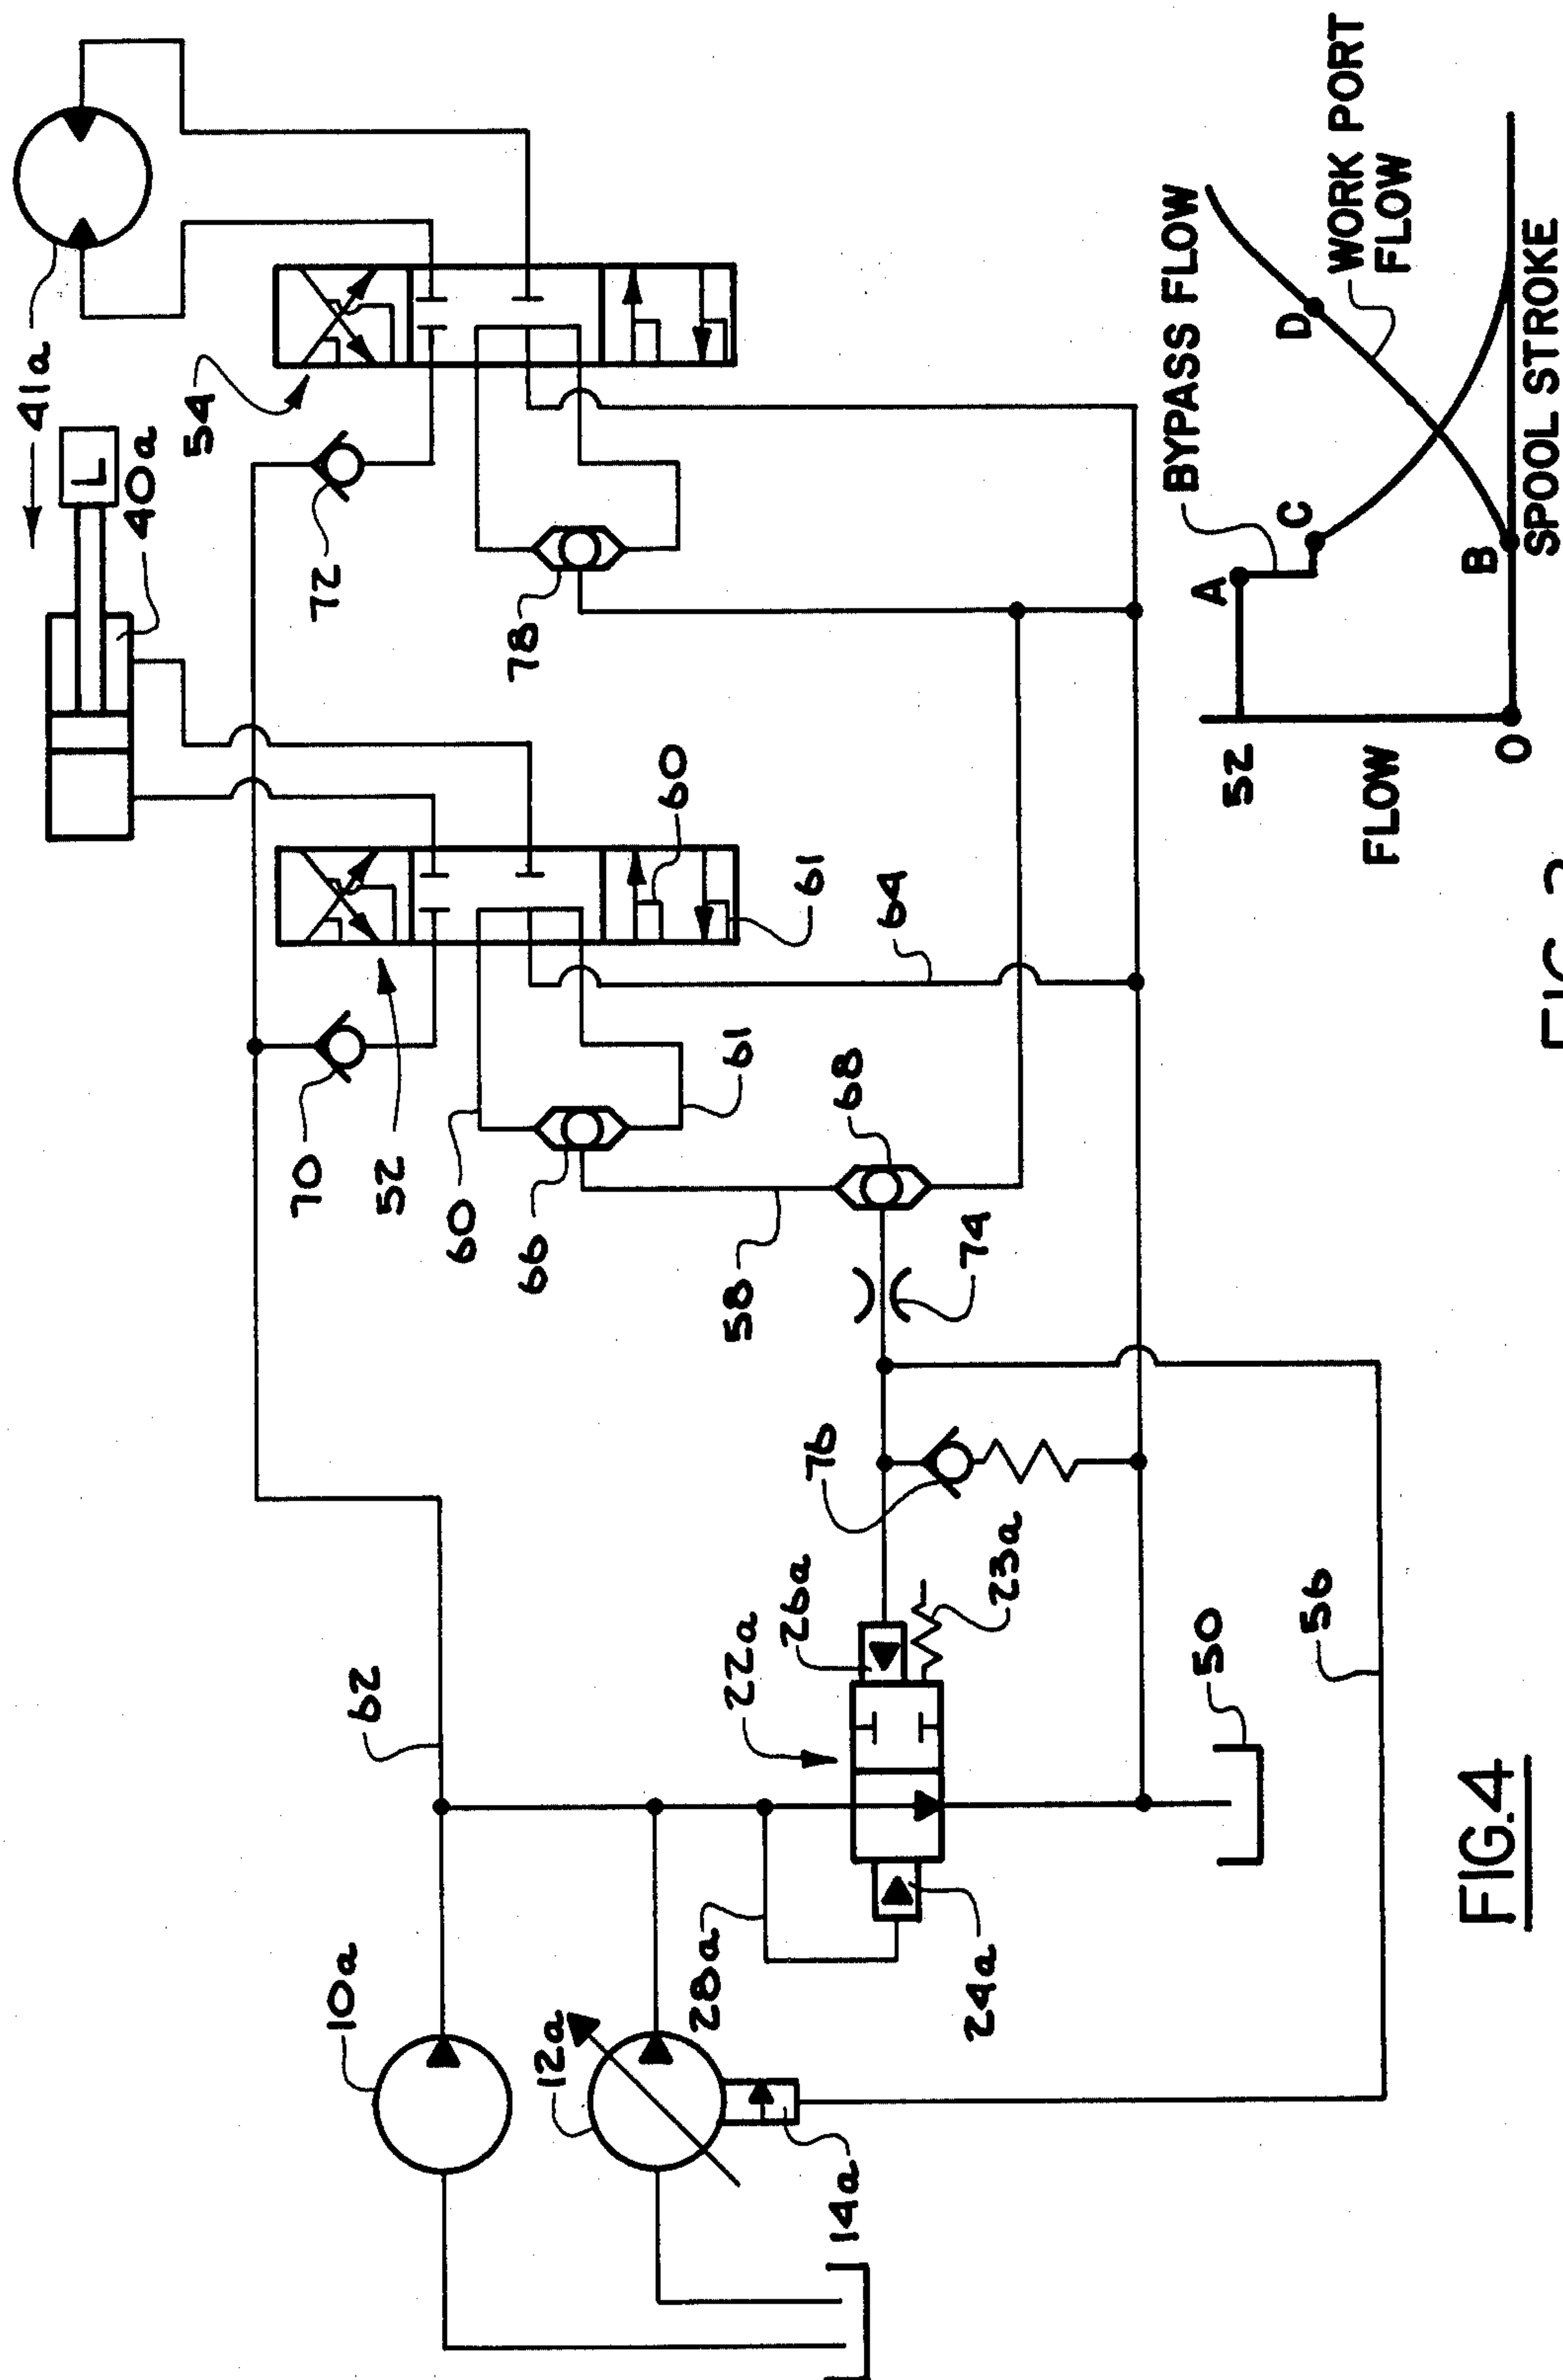 41a
L
40a
54
70
72
10a
62
52
60
66
78
12a
60
28a
58
61
22a
26a
61
76
14a
68
64
24a
74
23a
BYPASS FLOW
50
A
52
C
D
56
WORK PORT
FLOW
FLOW
B
FIG.4
O
SPOOL STROKE
FIG